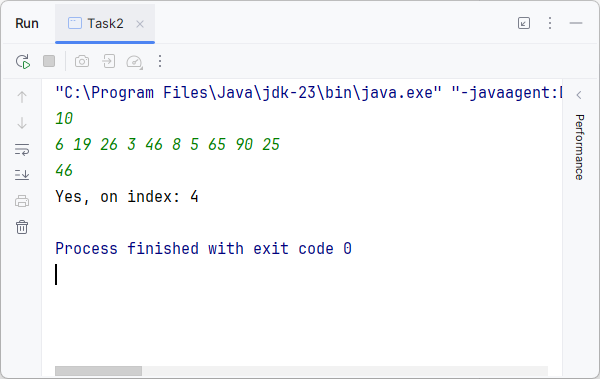 Run Task2
"C:\Program Files\Java\jdk-23\bin\java.exe" "-javaagent:
10
6 19 26 3 46 8 5 65 90 25
46
Yes, on index: 4
Process finished with exit code 0
Performance